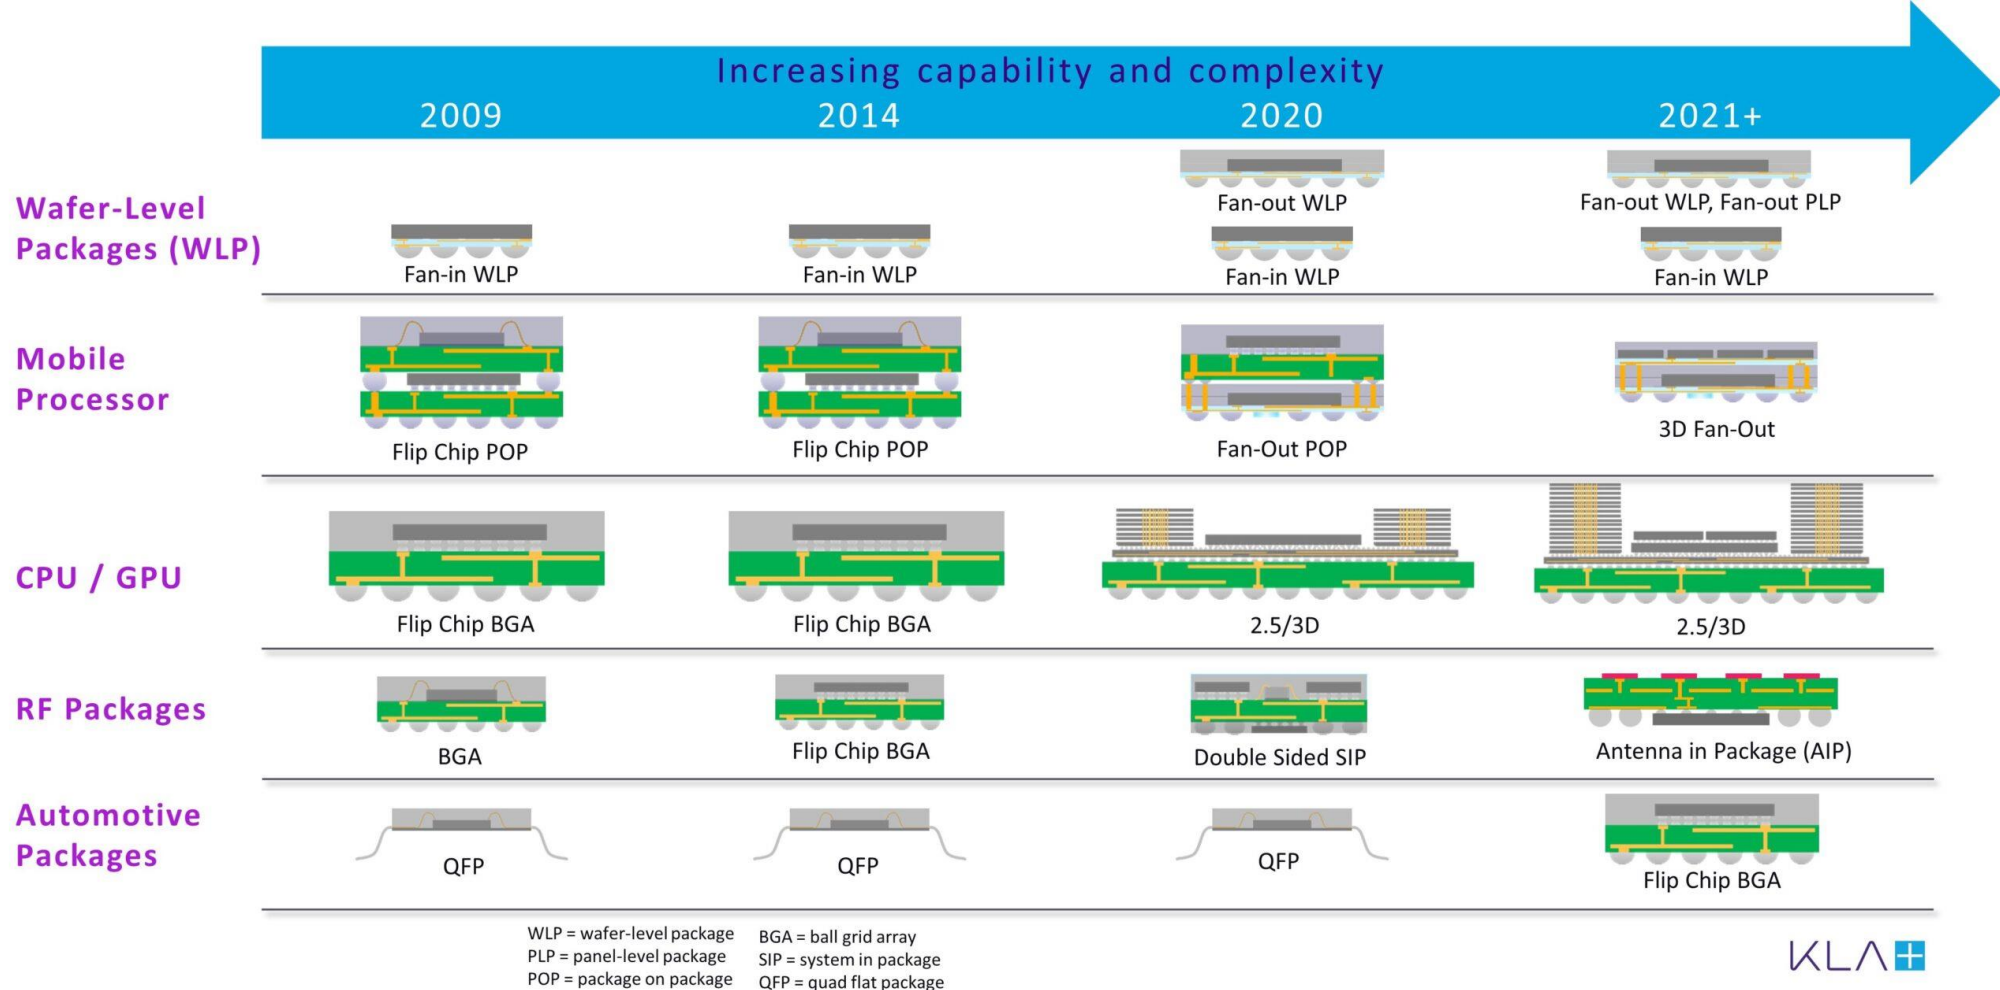 Increasing capability and complexity
2009 2014 2020 2021+
Wafer-Level
Packages (WLP)
Fan-in WLP
Fan-in WLP
Fan-out WLP
Fan-in WLP
Fan-out WLP, Fan-out PLP
Fan-in WLP
Mobile
Processor
Flip Chip POP
Flip Chip POP
Fan-Out POP
3D Fan-Out
CPU / GPU
Flip Chip BGA
Flip Chip BGA
2.5/3D
2.5/3D
RF Packages
BGA
Flip Chip BGA
Double Sided SIP
Antenna in Package (AIP)
Automotive
Packages
QFP
QFP
QFP
Flip Chip BGA
WLP = wafer-level package
PLP = panel-level package
POP = package on package
BGA = ball grid array
SIP = system in package
QFP = quad flat package
KLA+